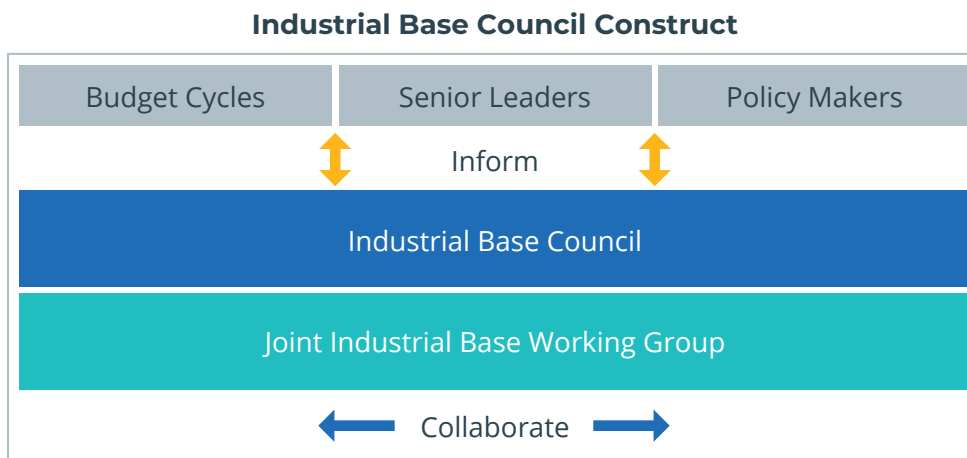 Industrial Base Council Construct
Budget Cycles
Senior Leaders
Policy Makers
Inform
Industrial Base Council
Joint Industrial Base Working Group
Collaborate